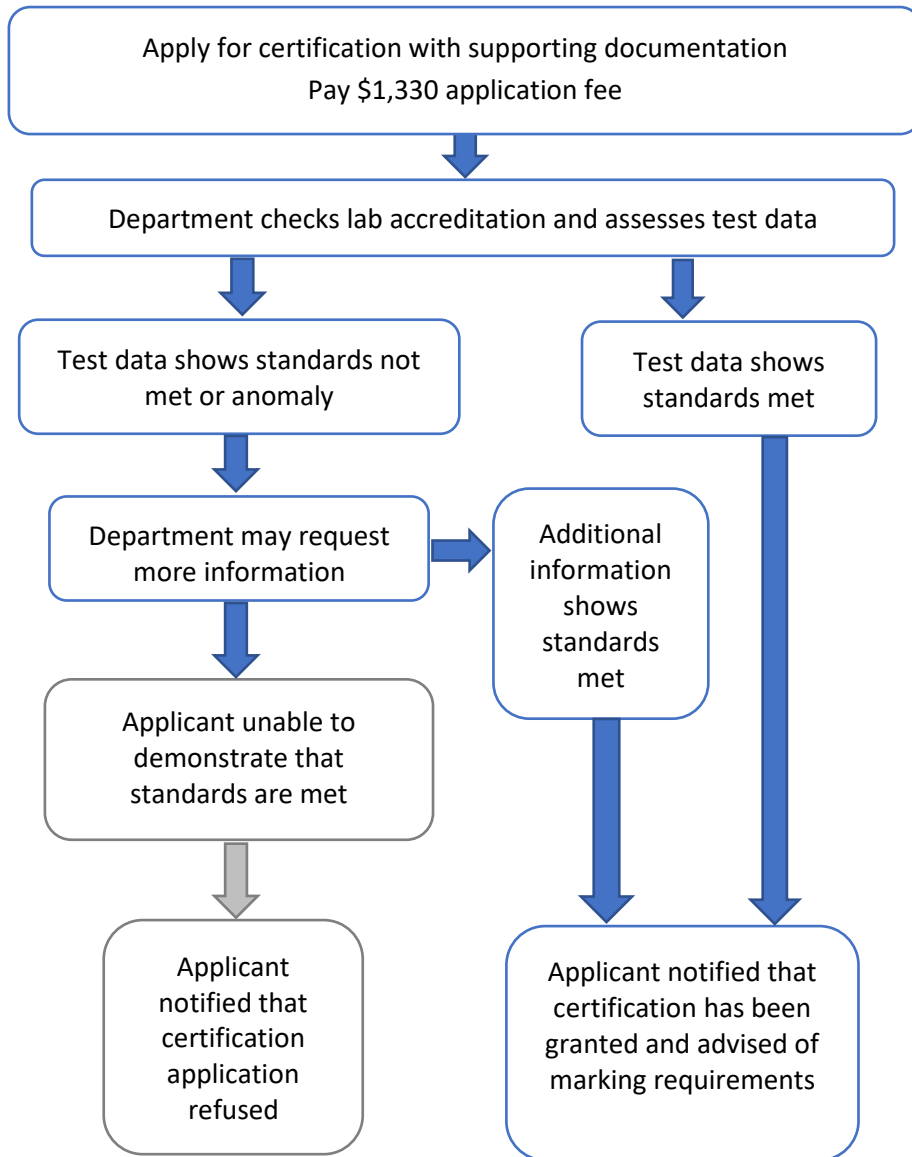 Apply for certification with supporting documentation
Pay $1,330 application fee
Department checks lab accreditation and assesses test data
Test data shows standards not
met or anomaly
Test data shows
standards met
Department may request
more information
Additional
information
shows
standards
met
Applicant unable to
demonstrate that
standards are met
Applicant
notified that
certification
application
refused
Applicant notified that
certification has been
granted and advised of
marking requirements